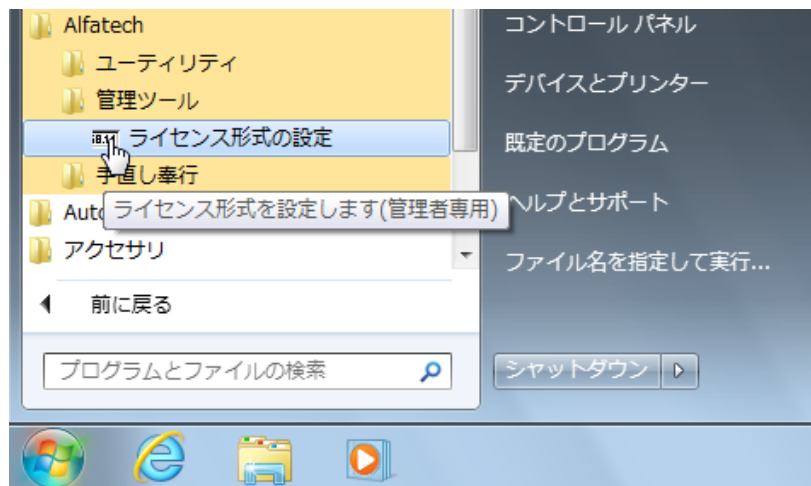 Alfatech
ユーティリティ
管理ツール
ライセンス形式の設定
手直し奉行
ライセンス形式を設定します(管理者専用)
アクセサリ
前に戻る
プログラムとファイルの検索
コントロール パネル
デバイスとプリンター
既定のプログラム
ヘルプとサポート
ファイル名を指定して実行...
シャットダウン